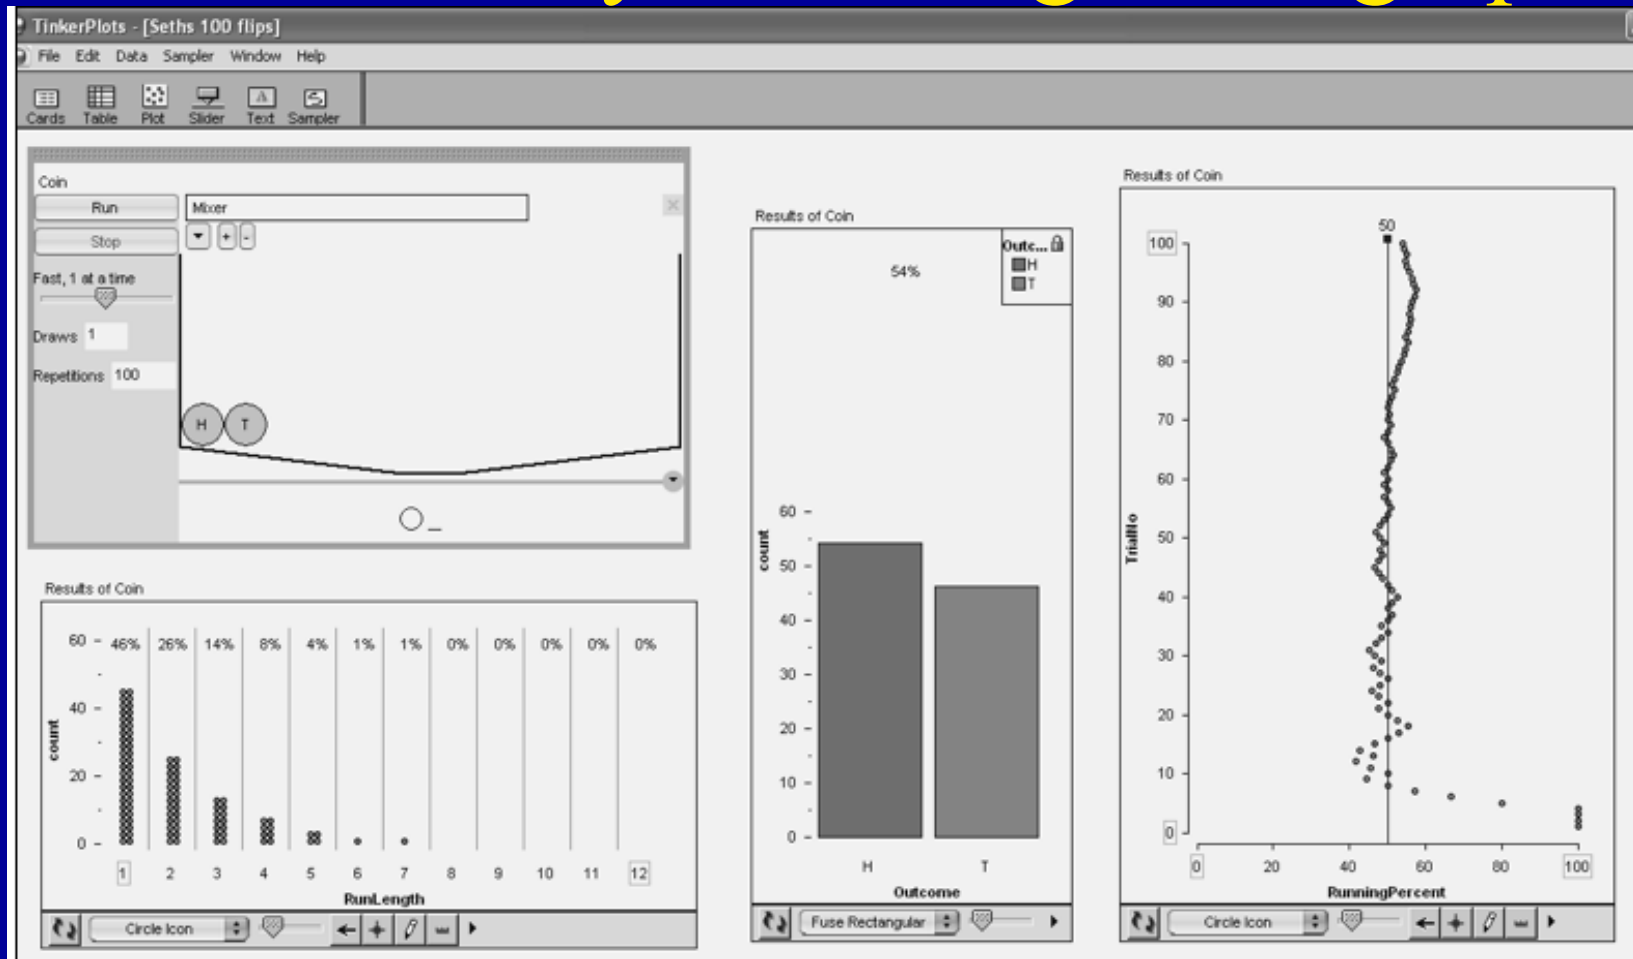 TinkerPlots - [Seths 100 flips]
File Edit Data Sampler Window Help
Cards Table Plot Slider Text Sampler
Coin
Run
Mixer
Stop
Fast, 1 at a time
Draws 1
Repetitions 100
H T
Results of Coin
60 46% 26% 14% 8% 4% 1% 1% 0% 0% 0% 0% 0%
40
20
0
count
1 2 3 4 5 6 7 8 9 10 11 12
RunLength
Circle Icon
Results of Coin
Outc...
H
T
54%
60
50
40
30
20
10
0
count
H T
Outcome
Fuse Rectangular
Results of Coin
50
100
90
80
70
60
50
40
30
20
10
0
TrialNo
0 20 40 60 80 100
RunningPercent
Circle Icon